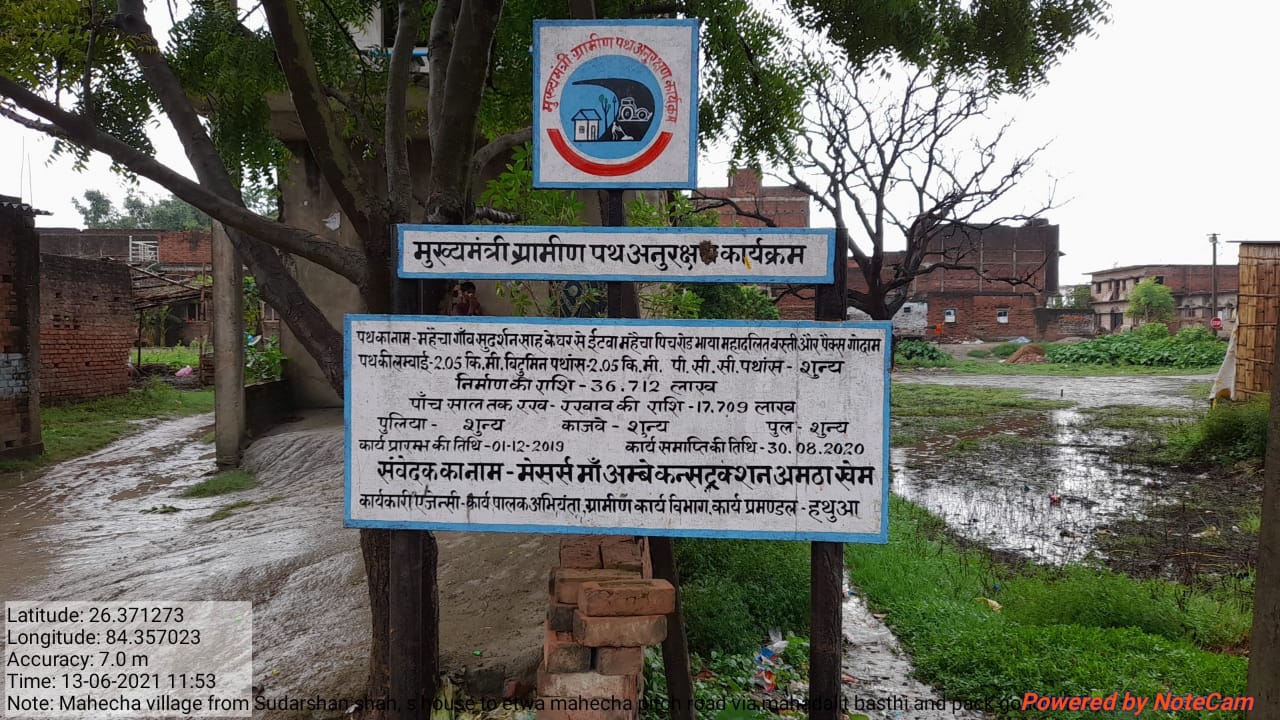 मुख्यमंत्री ग्रामीण पथ अनुरक्षण कार्यक्रम
मुख्यमंत्री ग्रामीण पथ अनुरक्ष कार्यक्रम
पथ का नाम - महेचा गाँव सुदर्शन साह के घर से ईटवा महैचा पिच रोड भाया महादलित बस्ती और पैक्स गोदाम
पथ की लम्बाई-2.05 कि.मी. बिटुमिन पथांस-2.05 कि.मी. पी.सी.सी. पथांस - शुन्य
निर्माण की राशि - 36.712 लाख
पाँच साल तक रख - रखाव की राशि -17.709 लाख
पुलिया - शुन्य काजवे - शुन्य पुल - शुन्य
कार्य प्रारम्भ की तिथि -01-12-2019 कार्य समाप्ति की तिथि -30.08.2020
संवेदक का नाम - मेसर्स माँ अम्बे कन्सट्रक्शन अमठा खेम
कार्यकारी एजेन्सी-कार्य पालक अभियंता, ग्रामीण कार्य विभाग, कार्य प्रमण्डल - हथुआ
Latitude: 26.371273
Longitude: 84.357023
Accuracy: 7.0 m
Time: 13-06-2021 11:53
Note: Mahecha village from Sudarshan shah, s house to etwa mahecha pitch road via mahadalit basthi and pack go
Powered by NoteCam